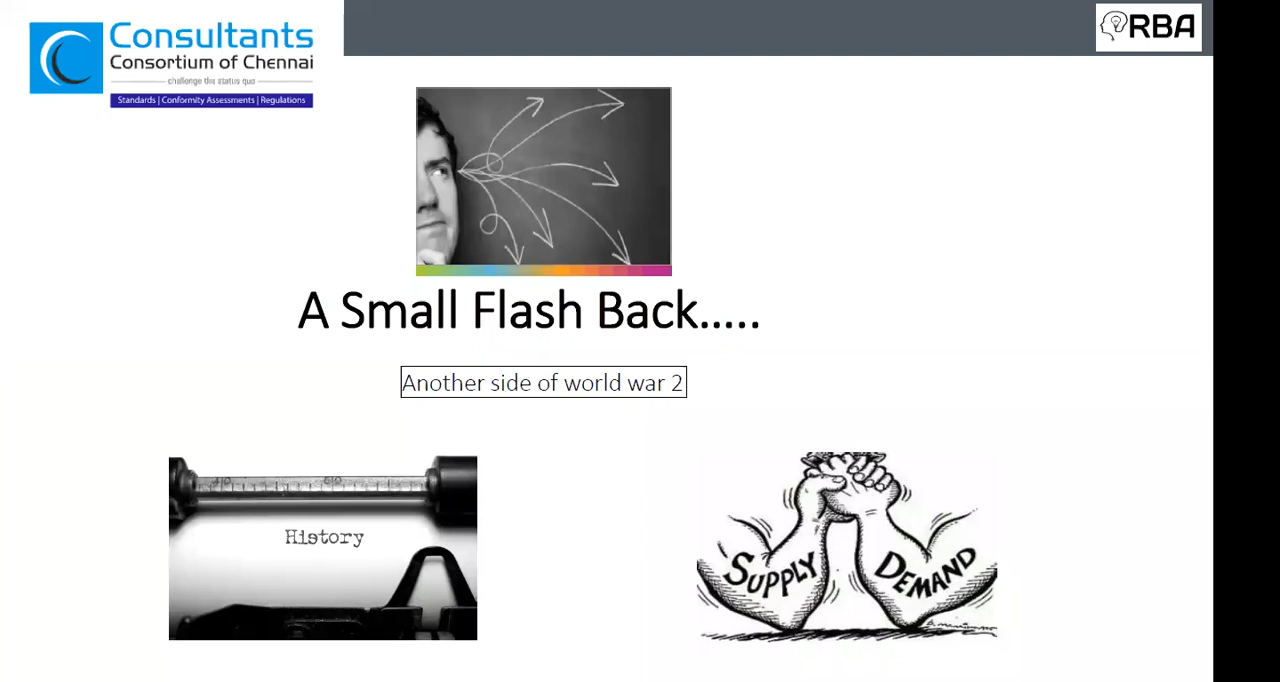 Consultants
Consortium of Chennai
challenge the status quo
Standards | Conformity Assessments | Regulations
RBA
A Small Flash Back.....
Another side of world war 2
History
SUPPLY
DEMAND